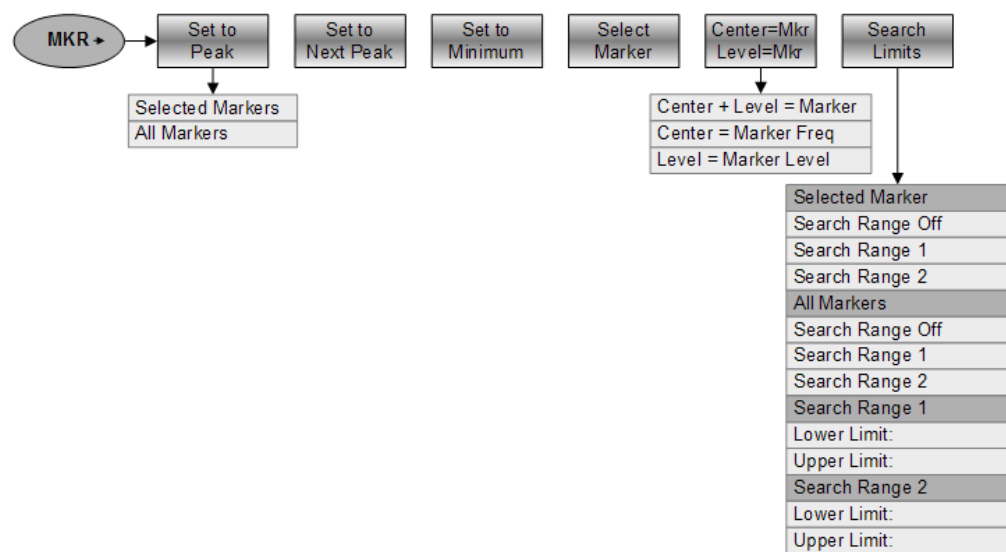 MKR →
Set to
Peak
Set to
Next Peak
Set to
Minimum
Select
Marker
Center=Mkr
Level=Mkr
Search
Limits
Selected Markers
All Markers
Center + Level = Marker
Center = Marker Freq
Level = Marker Level
Selected Marker
Search Range Off
Search Range 1
Search Range 2
All Markers
Search Range Off
Search Range 1
Search Range 2
Search Range 1
Lower Limit:
Upper Limit:
Search Range 2
Lower Limit:
Upper Limit: